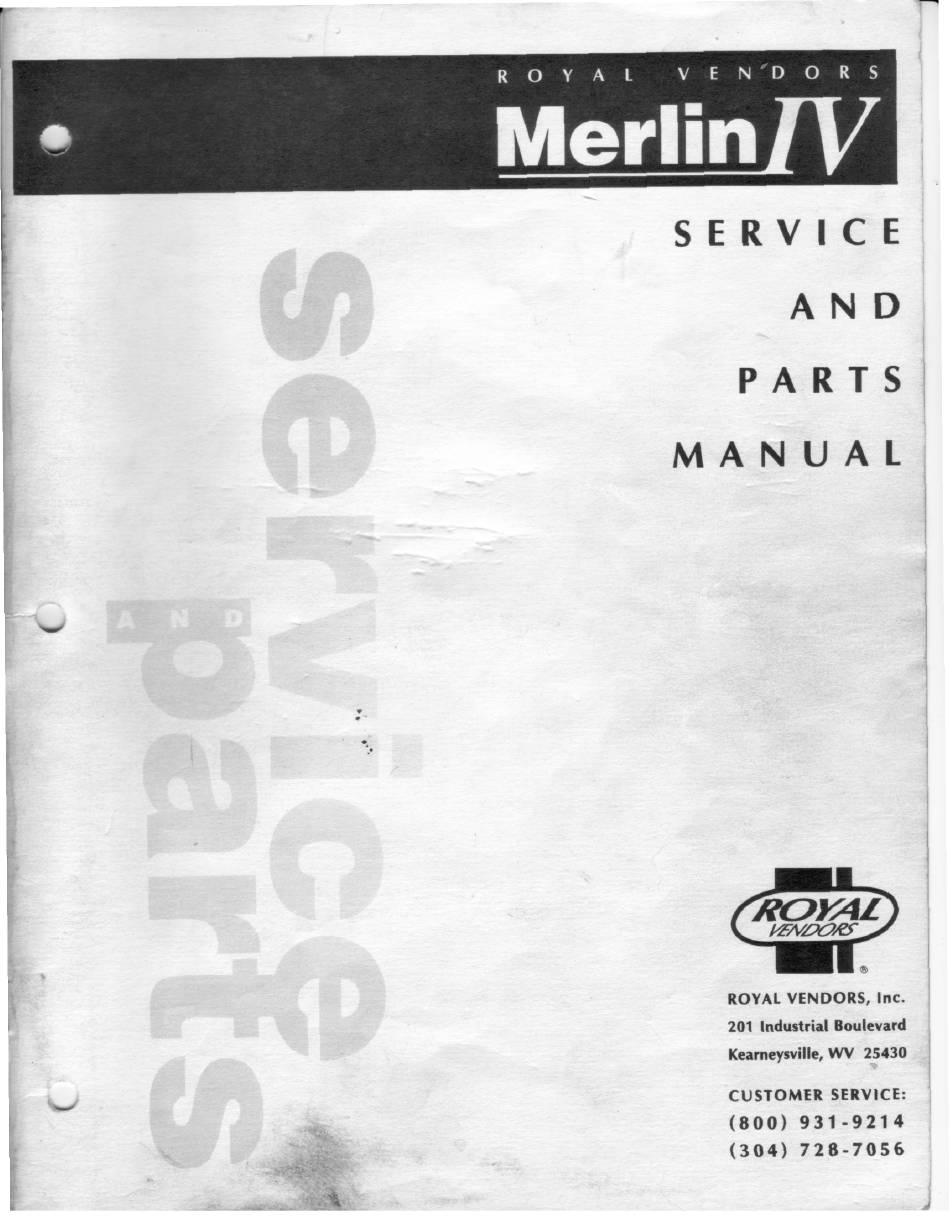 ROYAL VENDORS
Merlin IV
SERVICE
AND
PARTS
MANUAL
service
AND
parts
ROYAL
VENDORS
®
ROYAL VENDORS, Inc.
201 Industrial Boulevard
Kearneysville, WV 25430
CUSTOMER SERVICE:
(800) 931-9214
(304) 728-7056